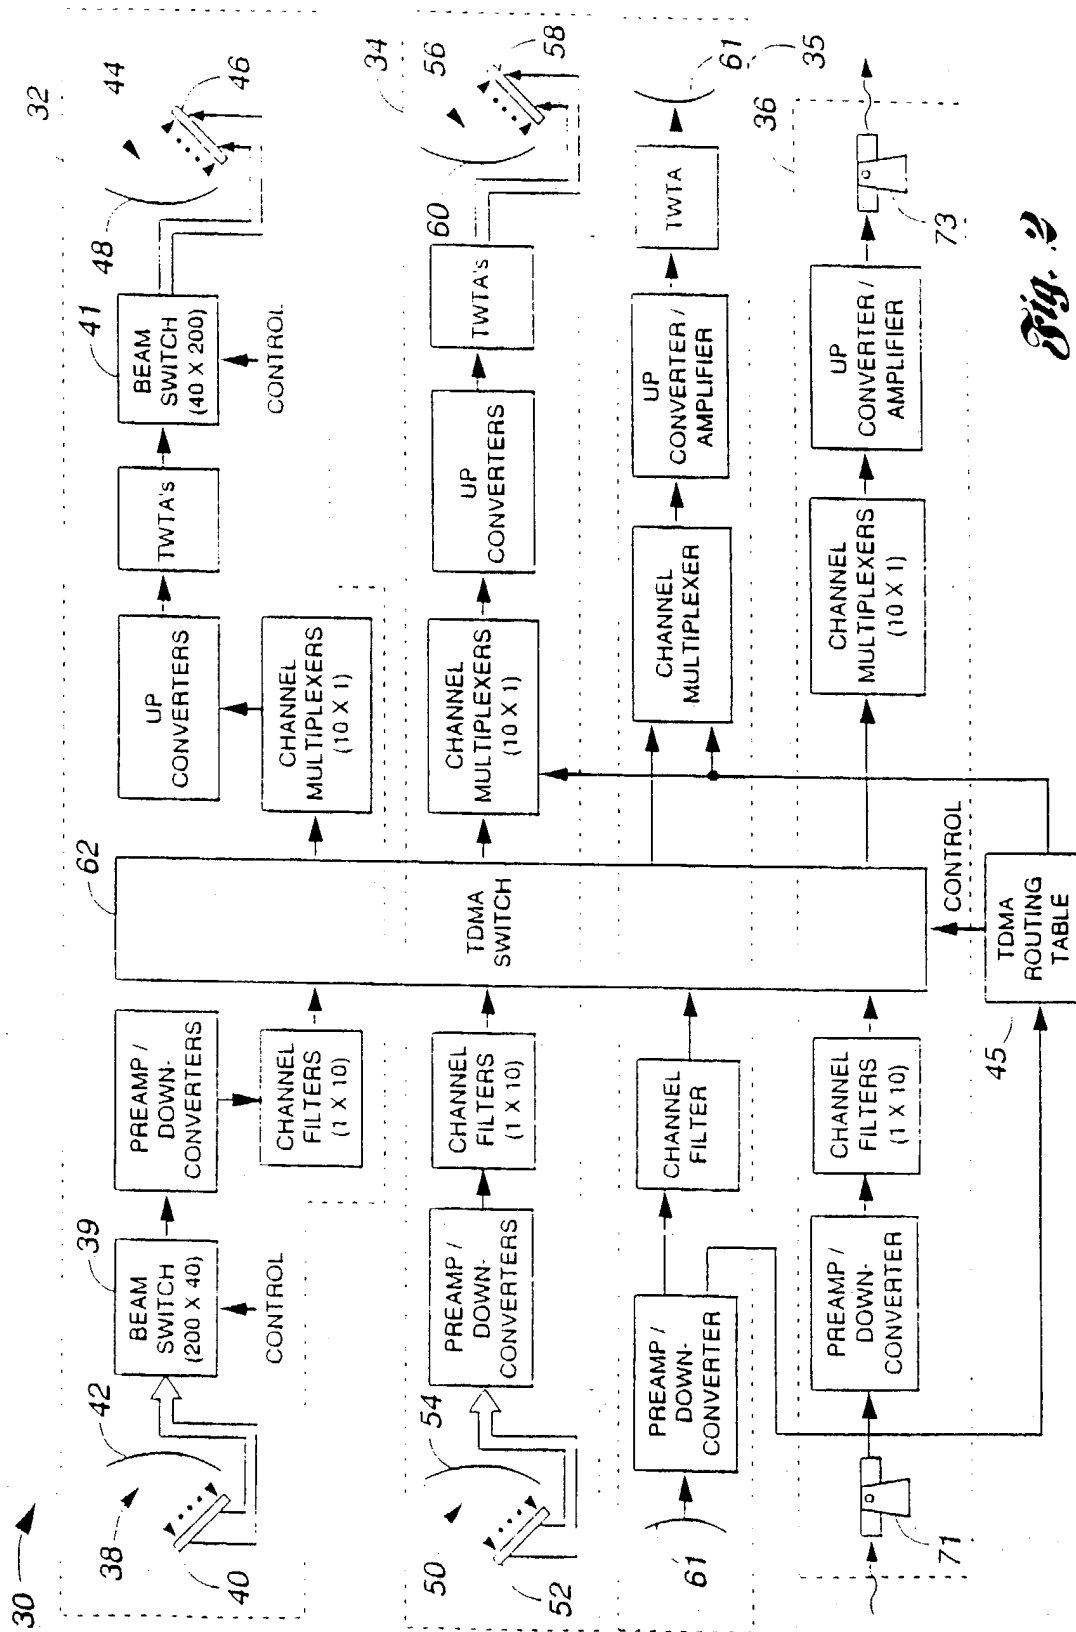 30
38
40
42
39
BEAM
SWITCH
(200 X 40)
CONTROL
PREAMP /
DOWN-
CONVERTERS
CHANNEL
FILTERS
(1 X 10)
62
TDMA
SWITCH
CHANNEL
MULTIPLEXERS
(10 X 1)
UP
CONVERTERS
TWTA's
41
BEAM
SWITCH
(40 X 200)
CONTROL
48
44
46
32
50
52
54
PREAMP /
DOWN-
CONVERTERS
CHANNEL
FILTERS
(1 X 10)
CHANNEL
MULTIPLEXERS
(10 X 1)
UP
CONVERTERS
TWTA's
60
56
58
34
61
PREAMP /
DOWN-
CONVERTER
CHANNEL
FILTER
CHANNEL
MULTIPLEXER
UP
CONVERTER /
AMPLIFIER
TWTA
61
35
71
PREAMP /
DOWN-
CONVERTER
CHANNEL
FILTERS
(1 X 10)
CHANNEL
MULTIPLEXERS
(10 X 1)
UP
CONVERTER /
AMPLIFIER
73
36
45
TDMA
ROUTING
TABLE
CONTROL
Fig. 2